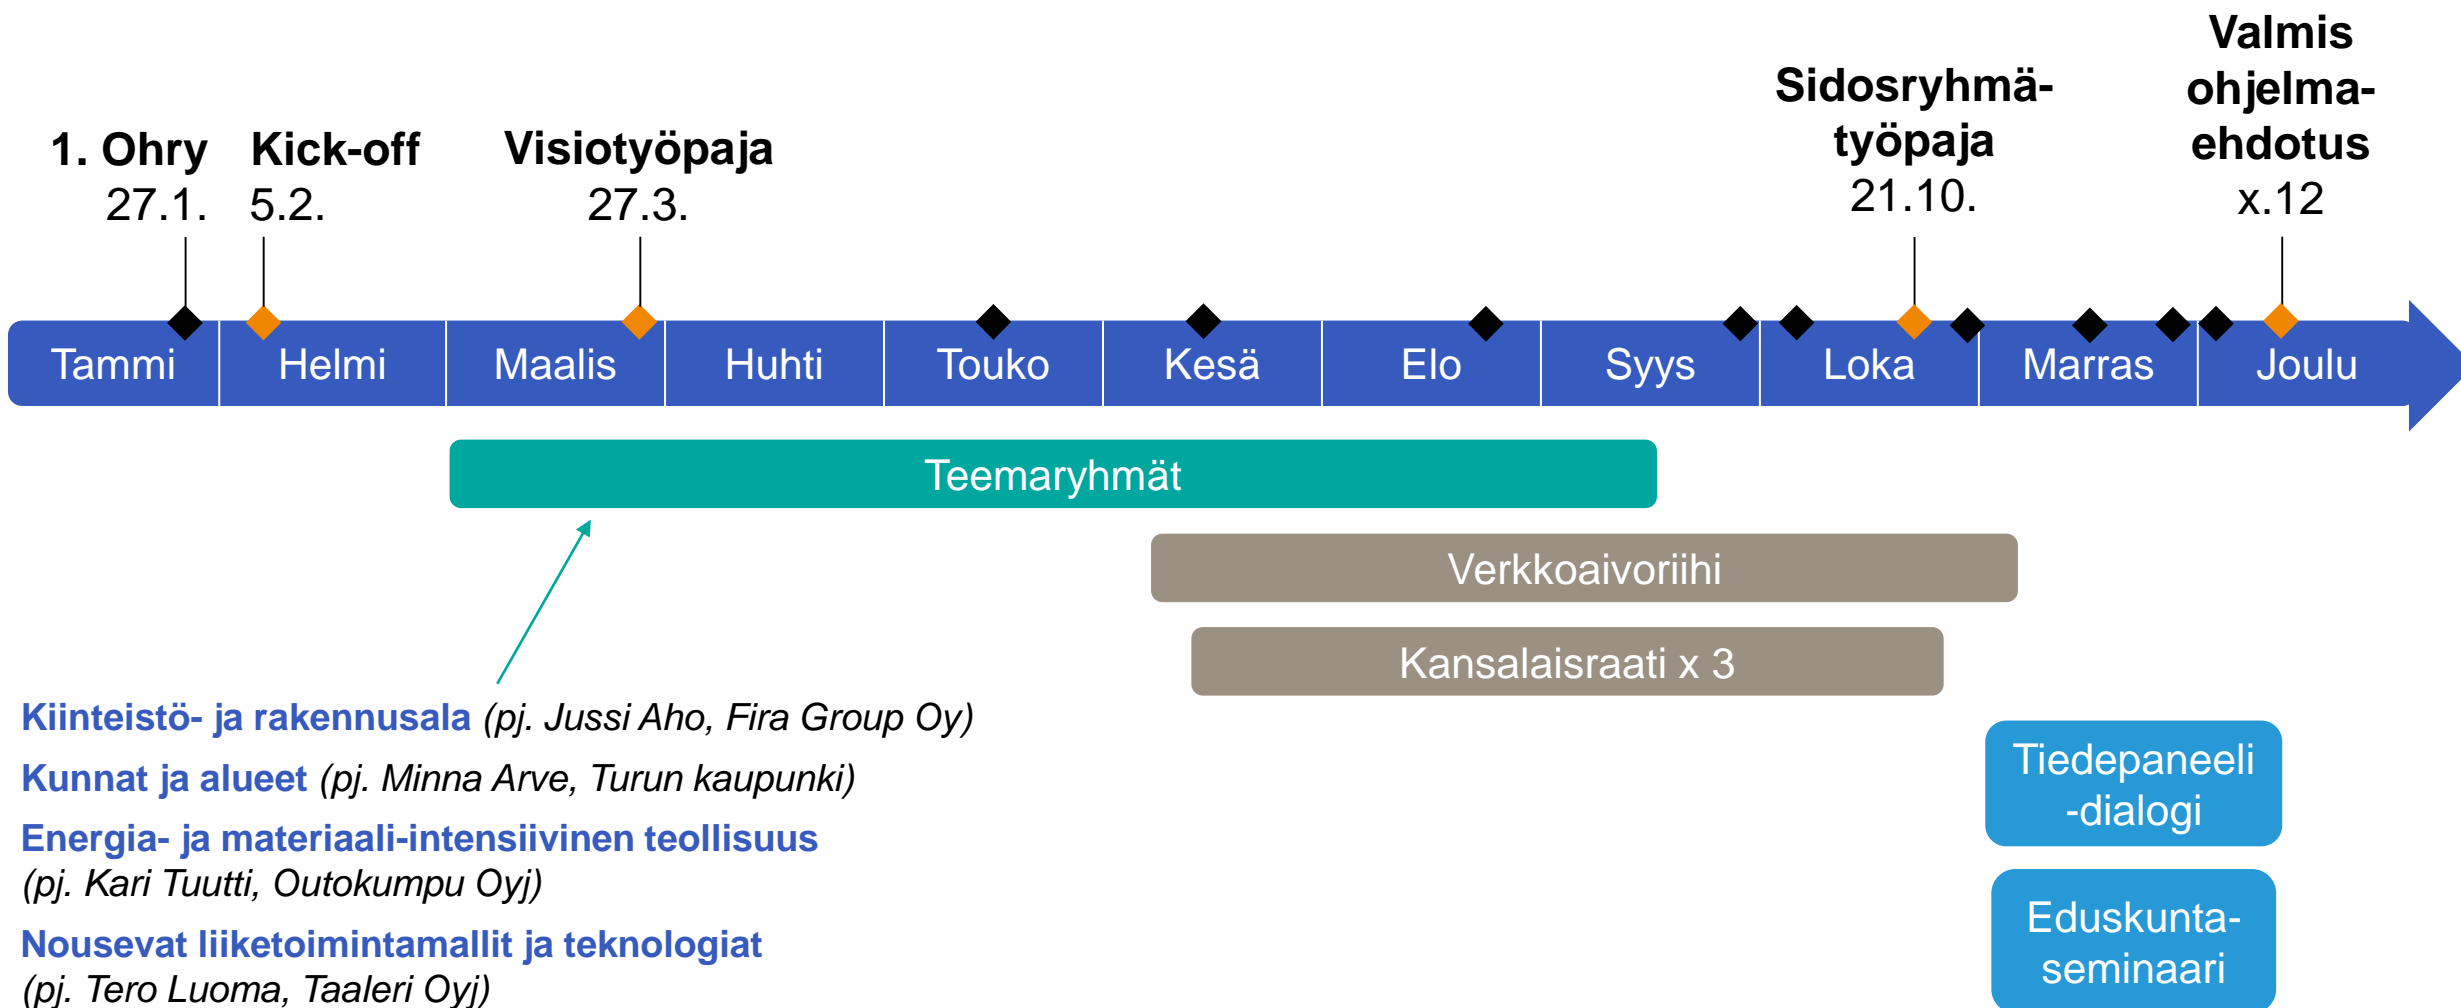 1. Ohry
27.1.
Kick-off
5.2.
Visiotyöpaja
27.3.
Sidosryhmä-
työpaja
21.10.
Valmis
ohjelma-
ehdotus
x.12
Tammi
Helmi
Maalis
Huhti
Touko
Kesä
Elo
Syys
Loka
Marras
Joulu
Teemaryhmät
Verkkoaivoriihi
Kansalaisraati x 3
Kiinteistö- ja rakennusala (pj. Jussi Aho, Fira Group Oy)
Kunnat ja alueet (pj. Minna Arve, Turun kaupunki)
Energia- ja materiaali-intensiivinen teollisuus
(pj. Kari Tuutti, Outokumpu Oyj)
Nousevat liiketoimintamallit ja teknologiat
(pj. Tero Luoma, Taaleri Oyj)
Tiedepaneeli
-dialogi
Eduskunta-
seminaari